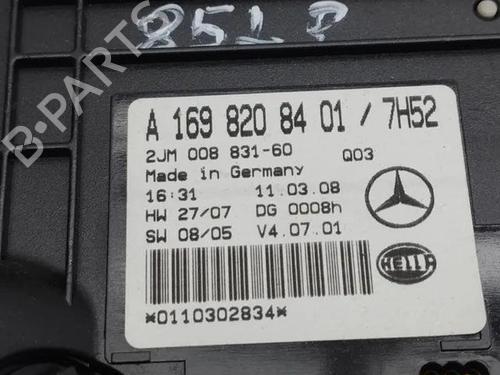 A 169 820 84 01 / 7H52
2JM 008 831-60 Q03
Made in Germany
16:31 11.03.08
HW 27/07 DG 0008h
SW 08/05 V4.07.01
HELLA
*0110302834*
B-PARTS